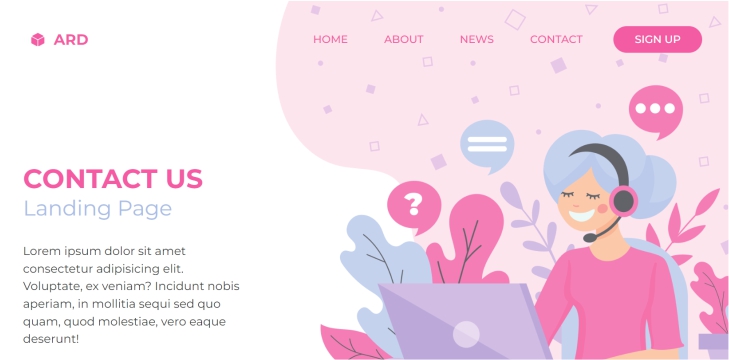 ARD
HOME ABOUT NEWS CONTACT SIGN UP
?
CONTACT US
Landing Page
Lorem ipsum dolor sit amet
consectetur adipisicing elit.
Voluptate, ex veniam? Incidunt nobis
aperiam, in mollitia sequi sed quo
quam, quod molestiae, vero eaque
deserunt!